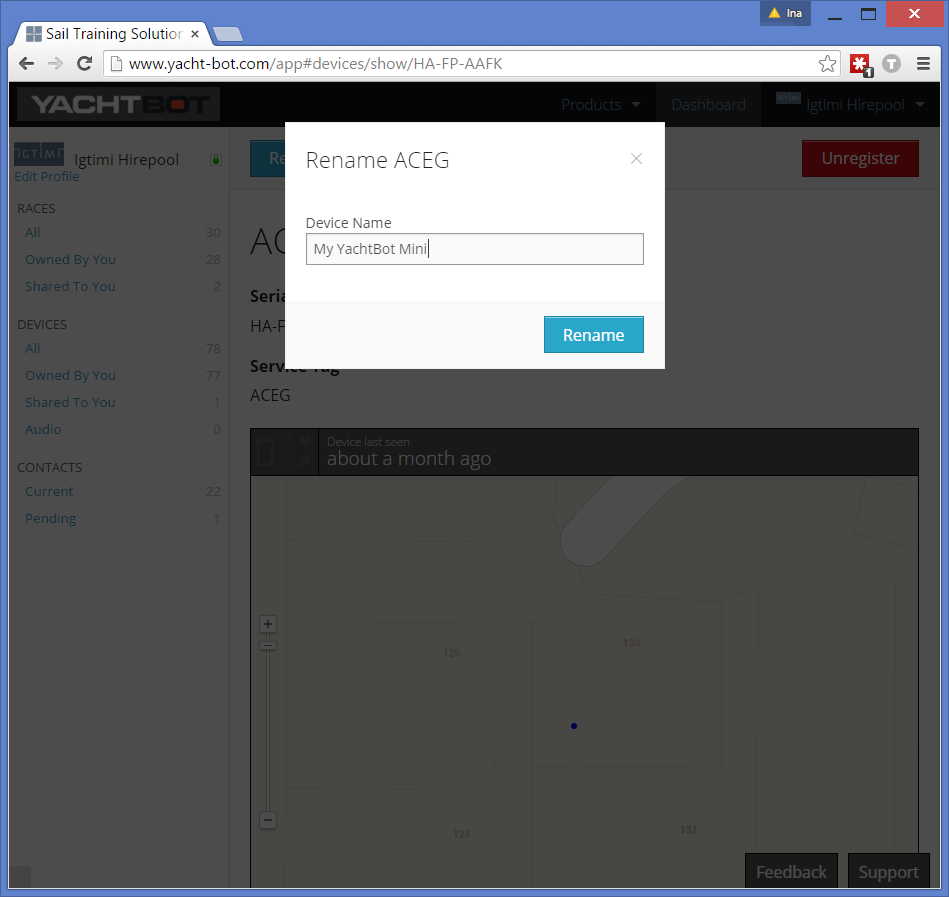 Ina
Sail Training Solution
www.yacht-bot.com/app#devices/show/HA-FP-AAFK
1
YACHTBOT
Products
Dashboard
Igtimi Hirepool
IGTIMI
Igtimi Hirepool
Edit Profile
RACES
All 30
Owned By You 28
Shared To You 2
DEVICES
All 78
Owned By You 77
Shared To You 1
Audio 0
CONTACTS
Current 22
Pending 1
Re
Unregister
Rename ACEG
Device Name
My YachtBot Mini
Rename
AC
Seria
HA-F
Service Tag
ACEG
Device last seen
about a month ago
126
130
128
132
Feedback
Support